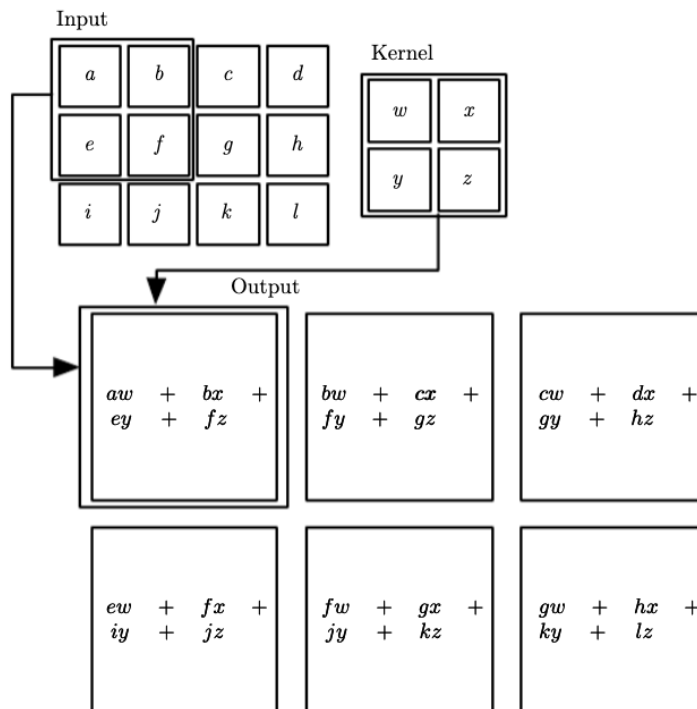 Input
Kernel
a b c d
w x
e f g h
y z
i j k l
Output
aw + bx +
ey + fz
bw + cx +
fy + gz
cw + dx +
gy + hz
ew + fx +
iy + jz
fw + gx +
jy + kz
gw + hx +
ky + lz